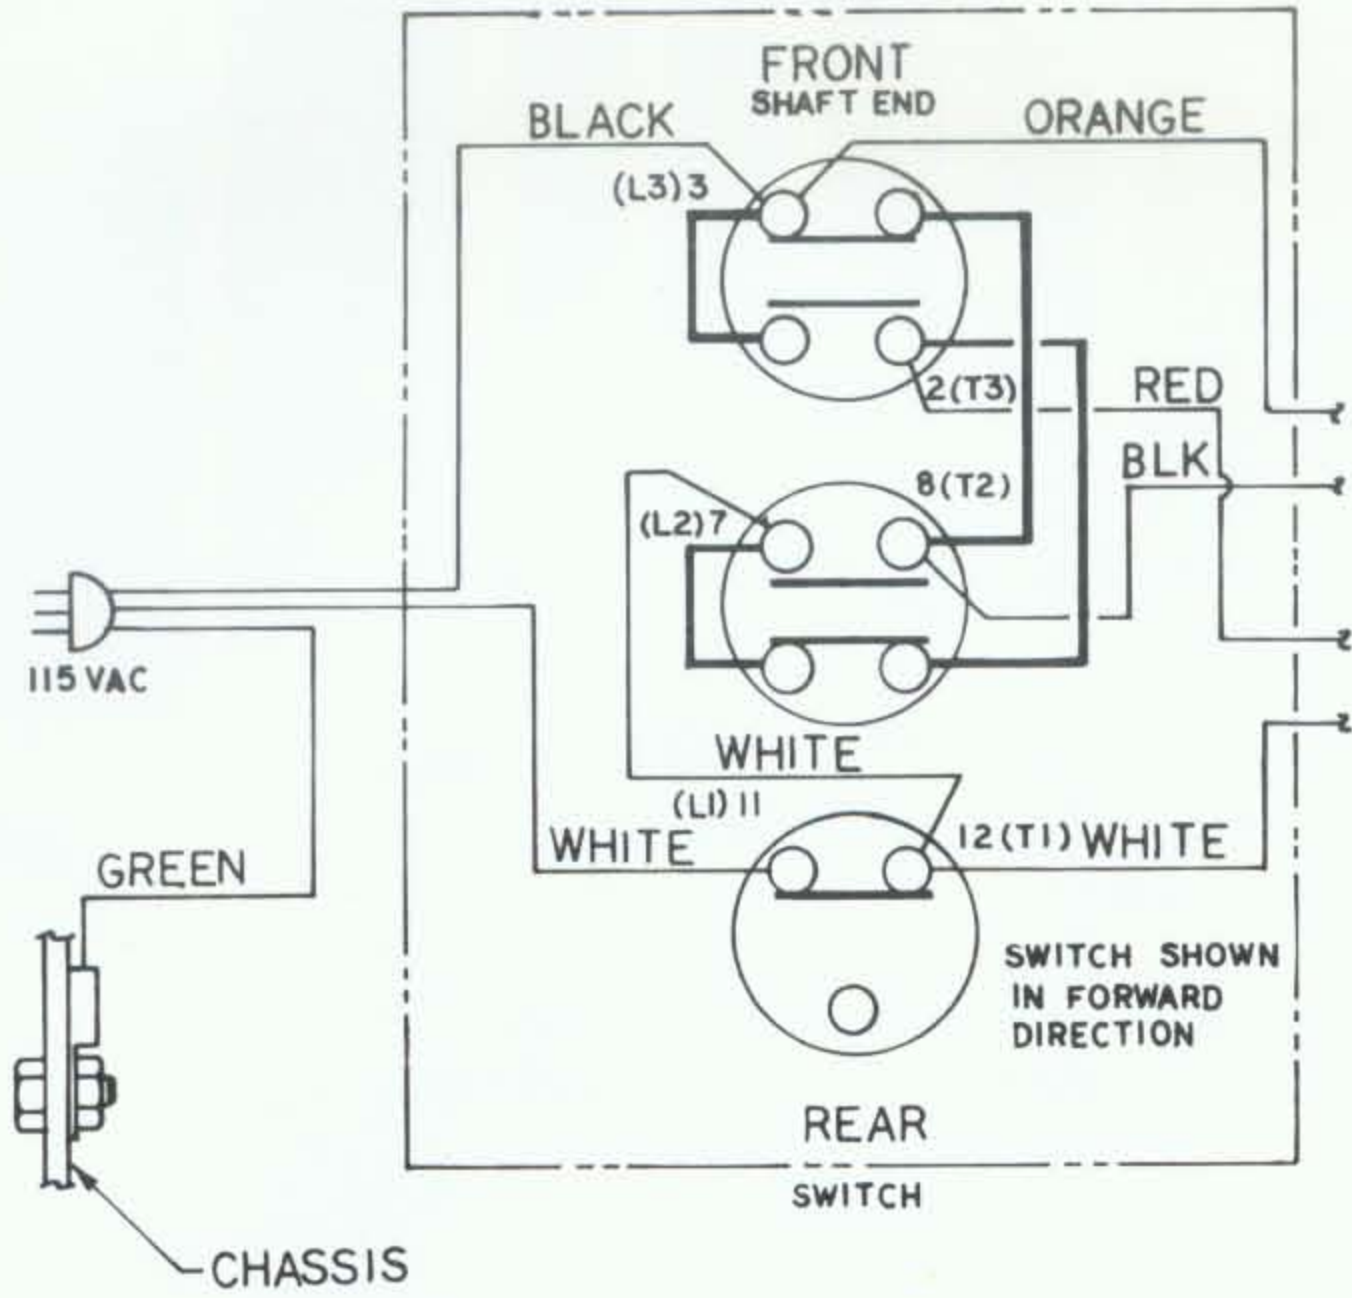 FRONT
SHAFT END
BLACK
ORANGE
(L3) 3
2 (T3)
RED
BLK
8 (T2)
(L2) 7
115 VAC
WHITE
(L1) 11
WHITE
12 (T1) WHITE
GREEN
SWITCH SHOWN
IN FORWARD
DIRECTION
REAR
SWITCH
CHASSIS